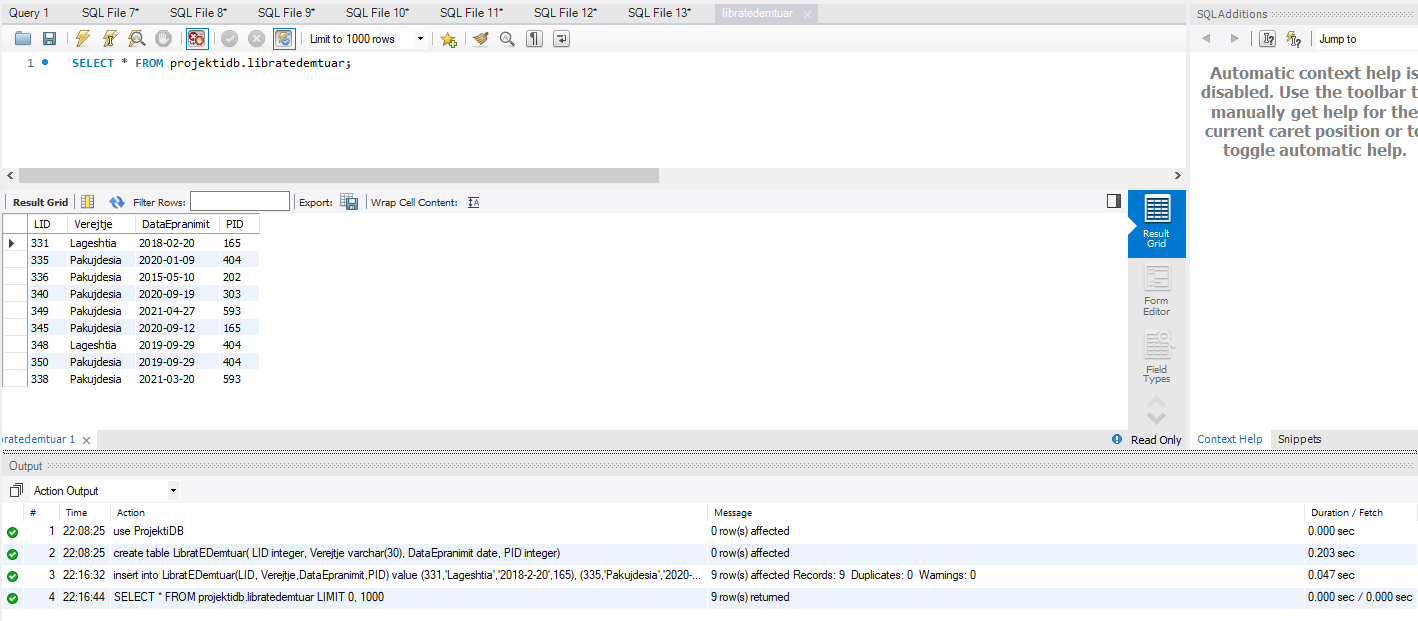 Query 1 SQL File 7* SQL File 8* SQL File 9* SQL File 10* SQL File 11* SQL File 12* SQL File 13* libratedemtuar
Limit to 1000 rows
1 SELECT * FROM projektidb.libratedemtuar;
Result Grid Filter Rows: Export: Wrap Cell Content:
LID Verejtje DataEpranimit PID
331 Lageshtia 2018-02-20 165
335 Pakujdesia 2020-01-09 404
336 Pakujdesia 2015-05-10 202
340 Pakujdesia 2020-09-19 303
349 Pakujdesia 2021-04-27 593
345 Pakujdesia 2020-09-12 165
348 Lageshtia 2019-09-29 404
350 Pakujdesia 2019-09-29 404
338 Pakujdesia 2021-03-20 593
Result
Grid
Form
Editor
Field
Types
bratedemtuar 1
Read Only
SQLAdditions
Jump to
Automatic context help is
disabled. Use the toolbar t
manually get help for the
current caret position or to
toggle automatic help.
Context Help Snippets
Output
Action Output
# Time Action Message Duration / Fetch
1 22:08:25 use ProjektiDB 0 row(s) affected 0.000 sec
2 22:08:25 create table LibratEDemtuar( LID integer, Verejtje varchar(30), DataEpranimit date, PID integer) 0 row(s) affected 0.203 sec
3 22:16:32 insert into LibratEDemtuar(LID, Verejtje,DataEpranimit,PID) value (331,'Lageshtia','2018-2-20',165), (335,'Pakujdesia','2020-... 9 row(s) affected Records: 9 Duplicates: 0 Warnings: 0 0.047 sec
4 22:16:44 SELECT * FROM projektidb.libratedemtuar LIMIT 0, 1000 9 row(s) returned 0.000 sec / 0.000 sec